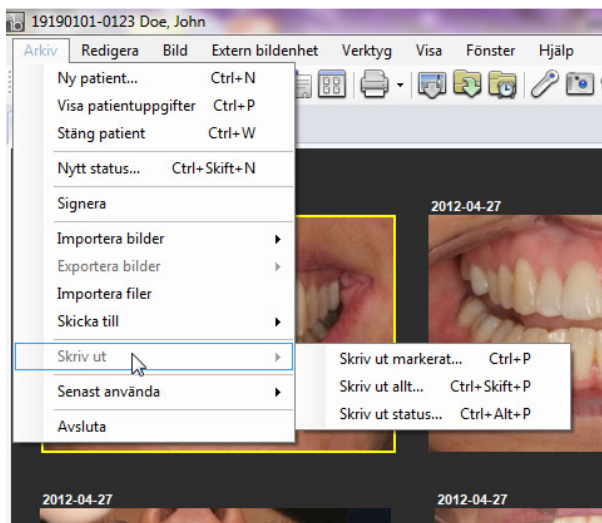 19190101-0123 Doe, John
Arkiv Redigera Bild Extern bildenhet Verktyg Visa Fönster Hjälp
Ny patient... Ctrl+N
Visa patientuppgifter Ctrl+P
Stäng patient Ctrl+W
Nytt status... Ctrl+Skift+N
Signera
2012-04-27
Importera bilder
Exportera bilder
Importera filer
Skicka till
Skriv ut
Skriv ut markerat... Ctrl+P
Skriv ut allt... Ctrl+Skift+P
Skriv ut status... Ctrl+Alt+P
Senast använda
Avsluta
2012-04-27
2012-04-27